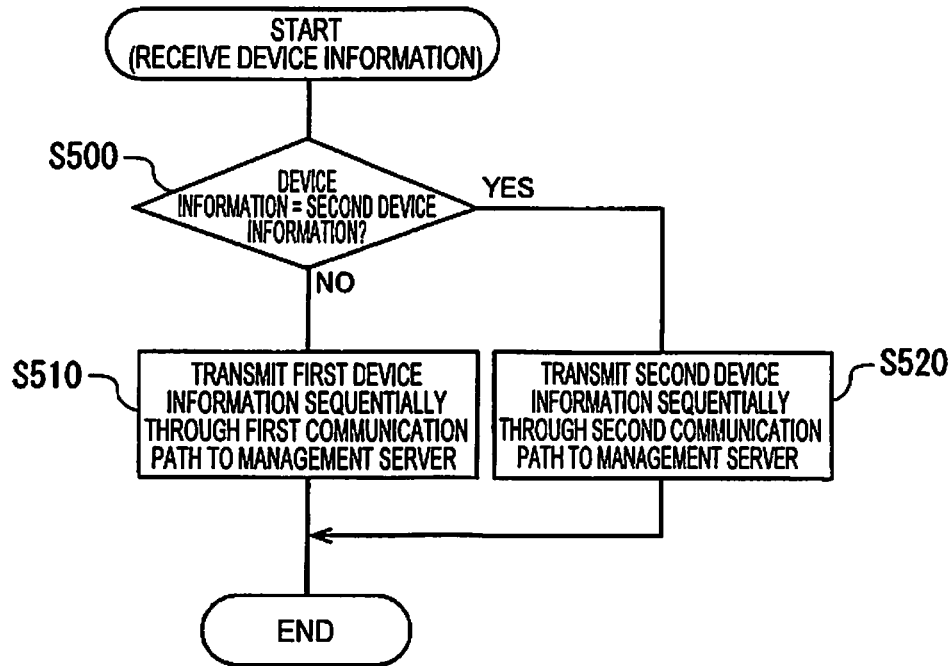 START
(RECEIVE DEVICE INFORMATION)
S500
DEVICE
INFORMATION = SECOND DEVICE
INFORMATION?
YES
NO
S510
TRANSMIT FIRST DEVICE
INFORMATION SEQUENTIALLY
THROUGH FIRST COMMUNICATION
PATH TO MANAGEMENT SERVER
TRANSMIT SECOND DEVICE
INFORMATION SEQUENTIALLY
THROUGH SECOND COMMUNICATION
PATH TO MANAGEMENT SERVER
S520
END